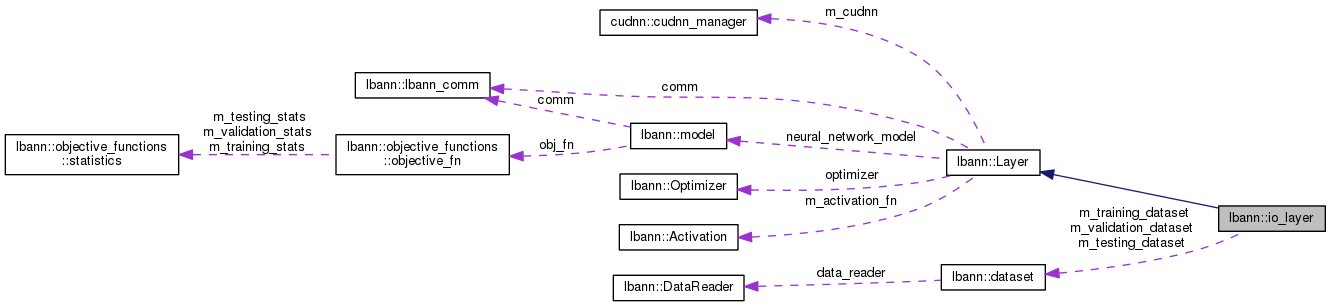 cudnn::cudnn_manager
m_cudnn
lbann::lbann_comm
comm
comm
m_testing_stats
m_validation_stats
m_training_stats
lbann::objective_functions
::statistics
lbann::objective_functions
::objective_fn
obj_fn
lbann::model
neural_network_model
lbann::Layer
lbann::Optimizer
optimizer
m_activation_fn
lbann::Activation
lbann::io_layer
m_training_dataset
m_validation_dataset
m_testing_dataset
lbann::DataReader
data_reader
lbann::dataset